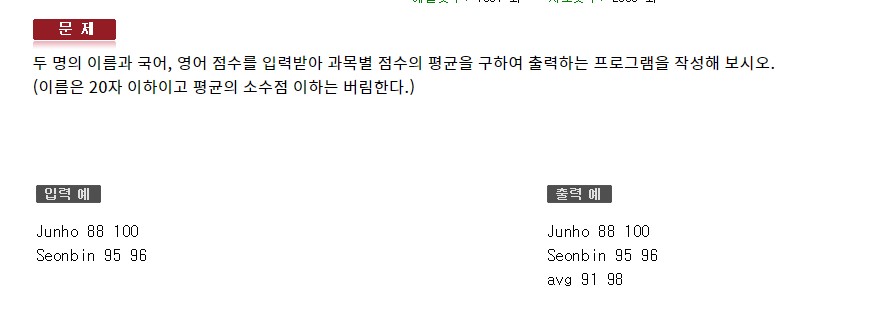 문 제
두 명의 이름과 국어, 영어 점수를 입력받아 과목별 점수의 평균을 구하여 출력하는 프로그램을 작성해 보시오.
(이름은 20자 이하이고 평균의 소수점 이하는 버림한다.)
입력 예
Junho 88 100
Seonbin 95 96
출력 예
Junho 88 100
Seonbin 95 96
avg 91 98